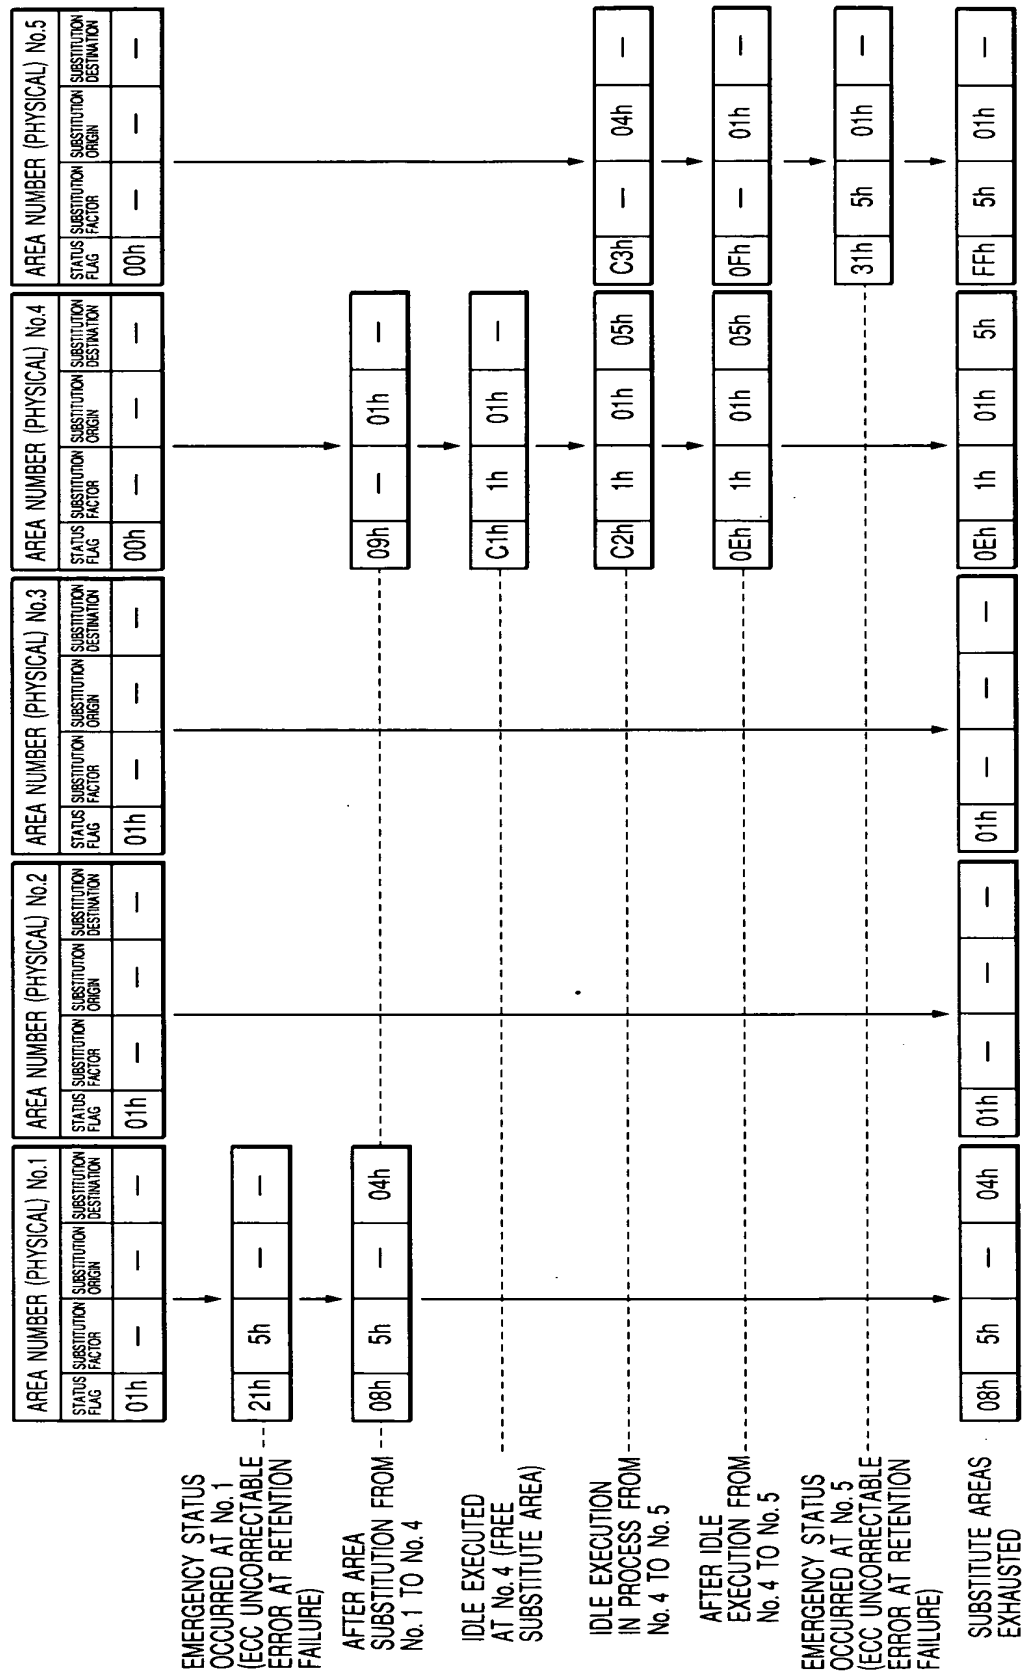 AREA NUMBER (PHYSICAL) No.1
STATUS FLAG | SUBSTITUTION FACTOR | SUBSTITUTION ORIGIN | SUBSTITUTION DESTINATION
01h | — | — | —
AREA NUMBER (PHYSICAL) No.2
STATUS FLAG | SUBSTITUTION FACTOR | SUBSTITUTION ORIGIN | SUBSTITUTION DESTINATION
01h | — | — | —
AREA NUMBER (PHYSICAL) No.3
STATUS FLAG | SUBSTITUTION FACTOR | SUBSTITUTION ORIGIN | SUBSTITUTION DESTINATION
01h | — | — | —
AREA NUMBER (PHYSICAL) No.4
STATUS FLAG | SUBSTITUTION FACTOR | SUBSTITUTION ORIGIN | SUBSTITUTION DESTINATION
00h | — | — | —
AREA NUMBER (PHYSICAL) No.5
STATUS FLAG | SUBSTITUTION FACTOR | SUBSTITUTION ORIGIN | SUBSTITUTION DESTINATION
00h | — | — | —
EMERGENCY STATUS
OCCURRED AT No. 1
(ECC UNCORRECTABLE
ERROR AT RETENTION
FAILURE)
21h | 5h | — | —
AFTER AREA
SUBSTITUTION FROM
No. 1 TO No. 4
08h | 5h | — | 04h
09h | — | 01h | —
IDLE EXECUTED
AT No. 4 (FREE
SUBSTITUTE AREA)
C1h | 1h | 01h | —
IDLE EXECUTION
IN PROCESS FROM
No. 4 TO No. 5
C2h | 1h | 01h | 05h
C3h | — | 04h | —
AFTER IDLE
EXECUTION FROM
No. 4 TO No. 5
0Eh | 1h | 01h | 05h
0Fh | — | 01h | —
EMERGENCY STATUS
OCCURRED AT No. 5
(ECC UNCORRECTABLE
ERROR AT RETENTION
FAILURE)
31h | 5h | 01h | —
SUBSTITUTE AREAS
EXHAUSTED
08h | 5h | — | 04h
01h | — | — | —
01h | — | — | —
0Eh | 1h | 01h | 5h
FFh | 5h | 01h | —